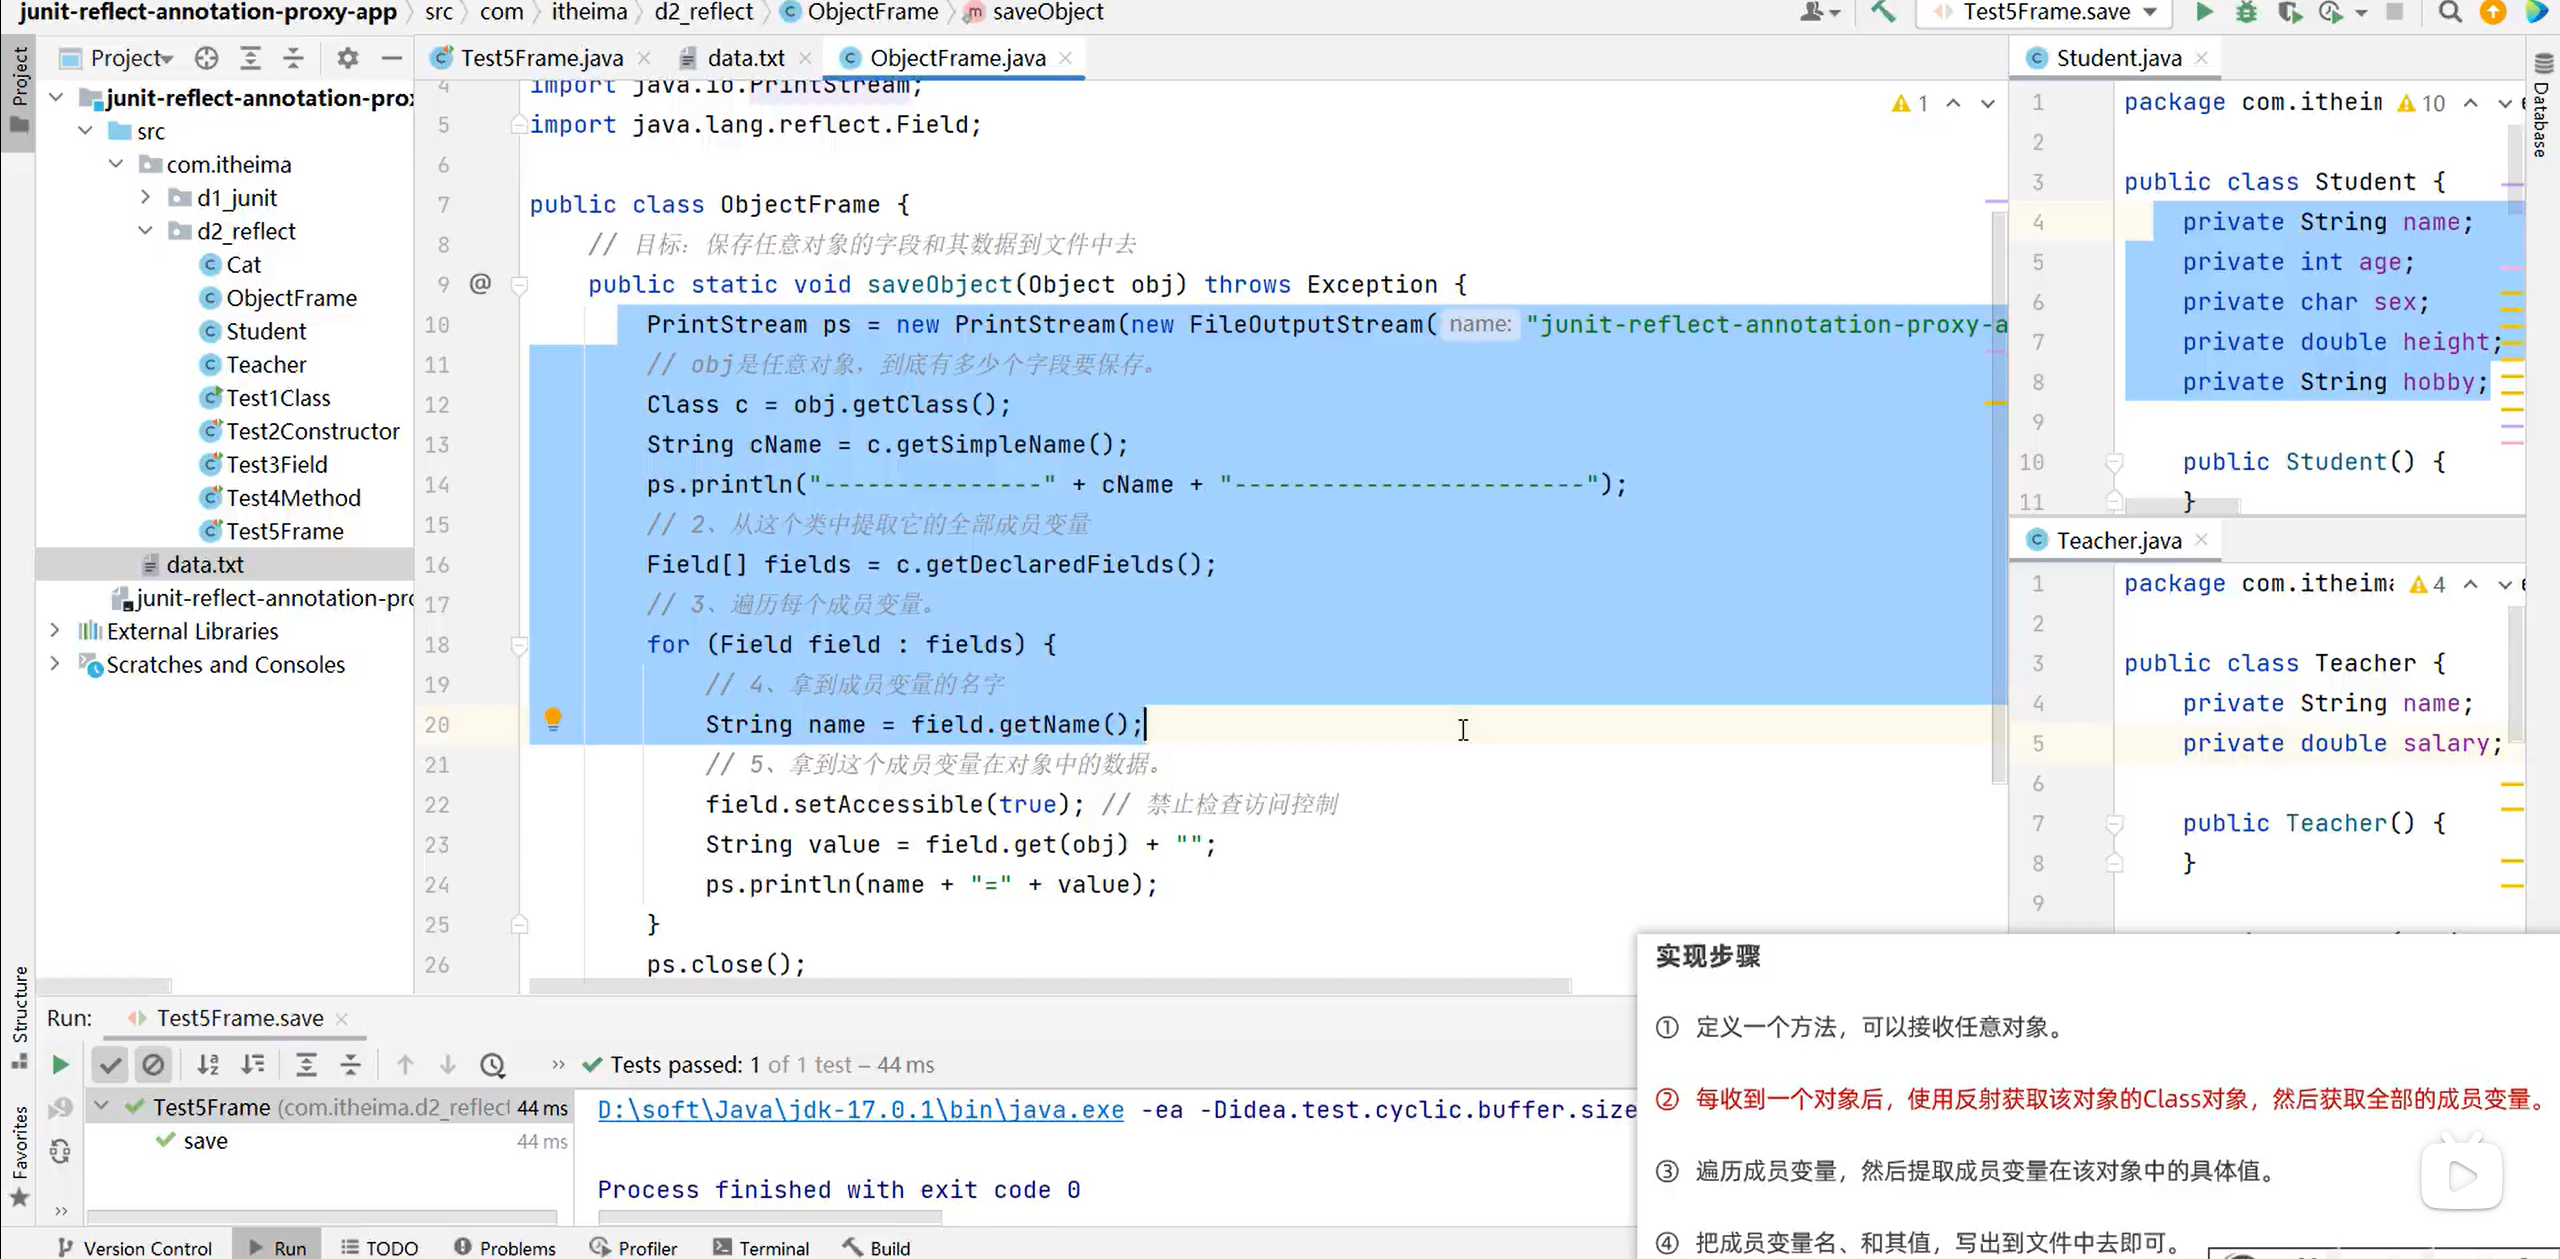 junit-reflect-annotation-proxy-app
src
com
itheima
d2_reflect
ObjectFrame
saveObject
Test5Frame.save
Project
Project
Test5Frame.java
data.txt
ObjectFrame.java
Student.java
Database
junit-reflect-annotation-prox
src
com.itheima
d1_junit
d2_reflect
Cat
ObjectFrame
Student
Teacher
Test1Class
Test2Constructor
Test3Field
Test4Method
Test5Frame
data.txt
junit-reflect-annotation-pro
External Libraries
Scratches and Consoles
1
4 import java.io.PrintStream;
5 import java.lang.reflect.Field;
6
7 public class ObjectFrame {
8 // 目标：保存任意对象的字段和其数据到文件中去
9 @ public static void saveObject(Object obj) throws Exception {
10 PrintStream ps = new PrintStream(new FileOutputStream( name: "junit-reflect-annotation-proxy-a
11 // obj是任意对象，到底有多少个字段要保存。
12 Class c = obj.getClass();
13 String cName = c.getSimpleName();
14 ps.println("---------------" + cName + "------------------------");
15 // 2、从这个类中提取它的全部成员变量
16 Field[] fields = c.getDeclaredFields();
17 // 3、遍历每个成员变量。
18 for (Field field : fields) {
19 // 4、拿到成员变量的名字
20 String name = field.getName();
21 // 5、拿到这个成员变量在对象中的数据。
22 field.setAccessible(true); // 禁止检查访问控制
23 String value = field.get(obj) + "";
24 ps.println(name + "=" + value);
25 }
26 ps.close();
1 package com.itheim 10
2
3 public class Student {
4 private String name;
5 private int age;
6 private char sex;
7 private double height;
8 private String hobby;
9
10 public Student() {
11 }
Teacher.java
1 package com.itheima 4
2
3 public class Teacher {
4 private String name;
5 private double salary;
6
7 public Teacher() {
8 }
9
实现步骤
① 定义一个方法，可以接收任意对象。
② 每收到一个对象后，使用反射获取该对象的Class对象，然后获取全部的成员变量。
③ 遍历成员变量，然后提取成员变量在该对象中的具体值。
④ 把成员变量名、和其值，写出到文件中去即可。
Structure
Favorites
Run: Test5Frame.save
Tests passed: 1 of 1 test – 44 ms
Test5Frame (com.itheima.d2_reflect 44 ms
save 44 ms
D:\soft\Java\jdk-17.0.1\bin\java.exe -ea -Didea.test.cyclic.buffer.size
Process finished with exit code 0
Version Control
Run
TODO
Problems
Profiler
Terminal
Build